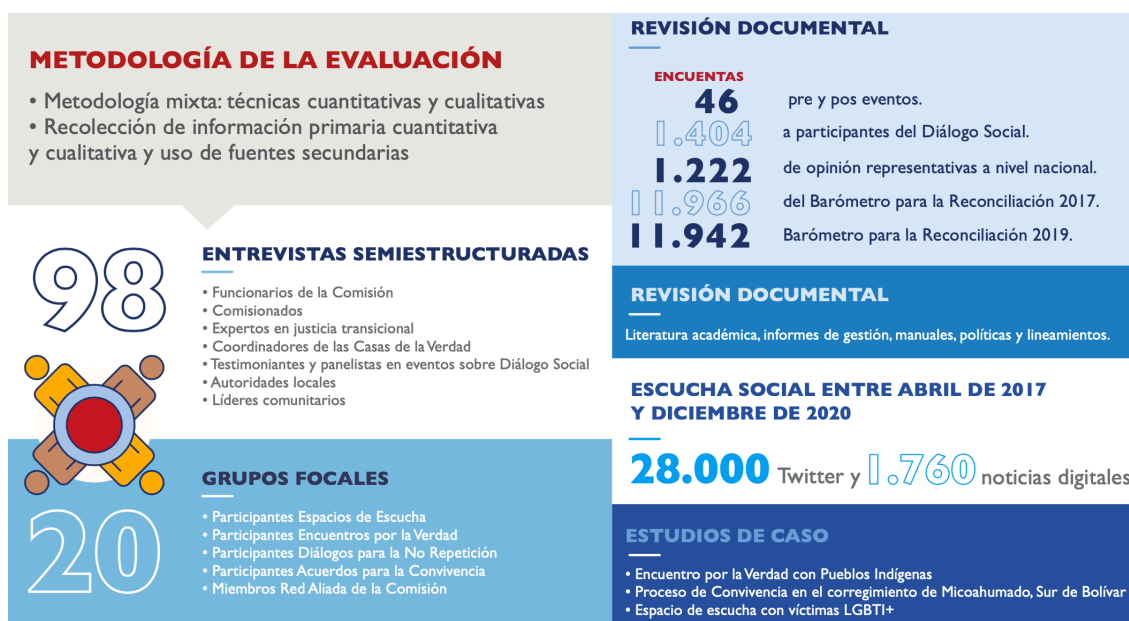 METODOLOGÍA DE LA EVALUACIÓN
• Metodología mixta: técnicas cuantitativas y cualitativas
• Recolección de información primaria cuantitativa
y cualitativa y uso de fuentes secundarias
98
ENTREVISTAS SEMIESTRUCTURADAS
• Funcionarios de la Comisión
• Comisionados
• Expertos en justicia transicional
• Coordinadores de las Casas de la Verdad
• Testimoniantes y panelistas en eventos sobre Diálogo Social
• Autoridades locales
• Líderes comunitarios
20
GRUPOS FOCALES
• Participantes Espacios de Escucha
• Participantes Encuentros por la Verdad
• Participantes Diálogos para la No Repetición
• Participantes Acuerdos para la Convivencia
• Miembros Red Aliada de la Comisión
REVISIÓN DOCUMENTAL
ENCUENTAS
46 pre y pos eventos.
1.404 a participantes del Diálogo Social.
1.222 de opinión representativas a nivel nacional.
11.966 del Barómetro para la Reconciliación 2017.
11.942 Barómetro para la Reconciliación 2019.
REVISIÓN DOCUMENTAL
Literatura académica, informes de gestión, manuales, políticas y lineamientos.
ESCUCHA SOCIAL ENTRE ABRIL DE 2017
Y DICIEMBRE DE 2020
28.000 Twitter y 1.760 noticias digitales
ESTUDIOS DE CASO
• Encuentro por la Verdad con Pueblos Indígenas
• Proceso de Convivencia en el corregimiento de Micoahumado, Sur de Bolívar
• Espacio de escucha con víctimas LGBTI+